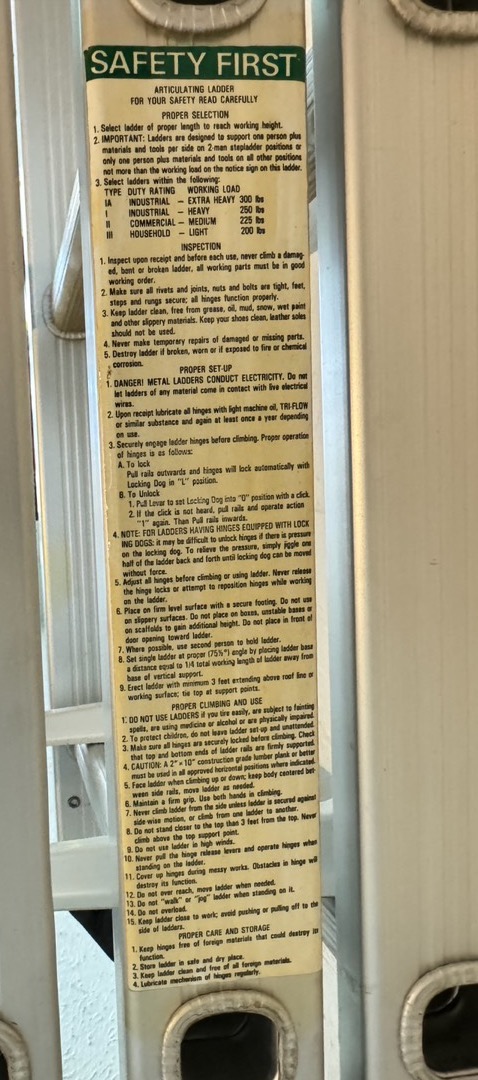 SAFETY FIRST
ARTICULATING LADDER
FOR YOUR SAFETY READ CAREFULLY
PROPER SELECTION
1. Select ladder of proper length to reach working height.
2. IMPORTANT: Ladders are designed to support one person plus
materials and tools per side on 2-man stepladder positions or
only one person plus materials and tools on all other positions
not more than the working load on the notice sign on this ladder.
3. Select ladders within the following:
TYPE DUTY RATING WORKING LOAD
IA INDUSTRIAL – EXTRA HEAVY 300 lbs
I INDUSTRIAL – HEAVY 250 lbs
II COMMERCIAL – MEDIUM 225 lbs
III HOUSEHOLD – LIGHT 200 lbs
INSPECTION
1. Inspect upon receipt and before each use, never climb a damag-
ed, bent or broken ladder, all working parts must be in good
working order.
2. Make sure all rivets and joints, nuts and bolts are tight, feet,
steps and rungs secure; all hinges function properly.
3. Keep ladder clean, free from grease, oil, mud, snow, wet paint
and other slippery materials. Keep your shoes clean, leather soles
should not be used.
4. Never make temporary repairs of damaged or missing parts.
5. Destroy ladder if broken, worn or if exposed to fire or chemical
corrosion.
PROPER SET-UP
1. DANGER! METAL LADDERS CONDUCT ELECTRICITY. Do not
let ladders of any material come in contact with live electrical
wires.
2. Upon receipt lubricate all hinges with light machine oil, TRI-FLOW
or similar substance and again at least once a year depending
on use.
3. Securely engage ladder hinges before climbing. Proper operation
of hinges is as follows:
A. To lock
Pull rails outwards and hinges will lock automatically with
Locking Dog in "L" position.
B. To Unlock
1. Pull Lever to set Locking Dog into "O" position with a click.
2. If the click is not heard, pull rails and operate action
"1" again. Than Pull rails inwards.
4. NOTE: FOR LADDERS HAVING HINGES EQUIPPED WITH LOCK
ING DOGS: it may be difficult to unlock hinges if there is pressure
on the locking dog. To relieve the pressure, simply jiggle one
half of the ladder back and forth until locking dog can be moved
without force.
5. Adjust all hinges before climbing or using ladder. Never release
the hinge locks or attempt to reposition hinges while working
on the ladder.
6. Place on firm level surface with a secure footing. Do not use
on slippery surfaces. Do not place on boxes, unstable bases or
on scaffolds to gain additional height. Do not place in front of
door opening toward ladder.
7. Where possible, use second person to hold ladder.
8. Set single ladder at proper (75½°) angle by placing ladder base
a distance equal to 1/4 total working length of ladder away from
base of vertical support.
9. Erect ladder with minimum 3 feet extending above roof line or
working surface; tie top at support points.
PROPER CLIMBING AND USE
1. DO NOT USE LADDERS if you tire easily, are subject to fainting
spells, are using medicine or alcohol or are physically impaired.
2. To protect children, do not leave ladder set-up and unattended.
3. Make sure all hinges are securely locked before climbing. Check
that top and bottom ends of ladder rails are firmly supported.
4. CAUTION: A 2" x 10" construction grade lumber plank or better
must be used in all approved horizontal positions where indicated.
5. Face ladder when climbing up or down; keep body centered bet-
ween side rails, move ladder as needed.
6. Maintain a firm grip. Use both hands in climbing.
7. Never climb ladder from the side unless ladder is secured against
side-wise motion, or climb from one ladder to another.
8. Do not stand closer to the top than 3 feet from the top. Never
climb above the top support point.
9. Do not use ladder in high winds.
10. Never pull the hinge release levers and operate hinges when
standing on the ladder.
11. Cover up hinges during messy works. Obstacles in hinge will
destroy its function.
12. Do not over reach, move ladder when needed.
13. Do not "walk" or "jog" ladder when standing on it.
14. Do not overload.
15. Keep ladder close to work; avoid pushing or pulling off to the
side of ladders.
PROPER CARE AND STORAGE
1. Keep hinges free of foreign materials that could destroy its
function.
2. Store ladder in safe and dry place.
3. Keep ladder clean and free of all foreign materials.
4. Lubricate mechanism of hinges regularly.